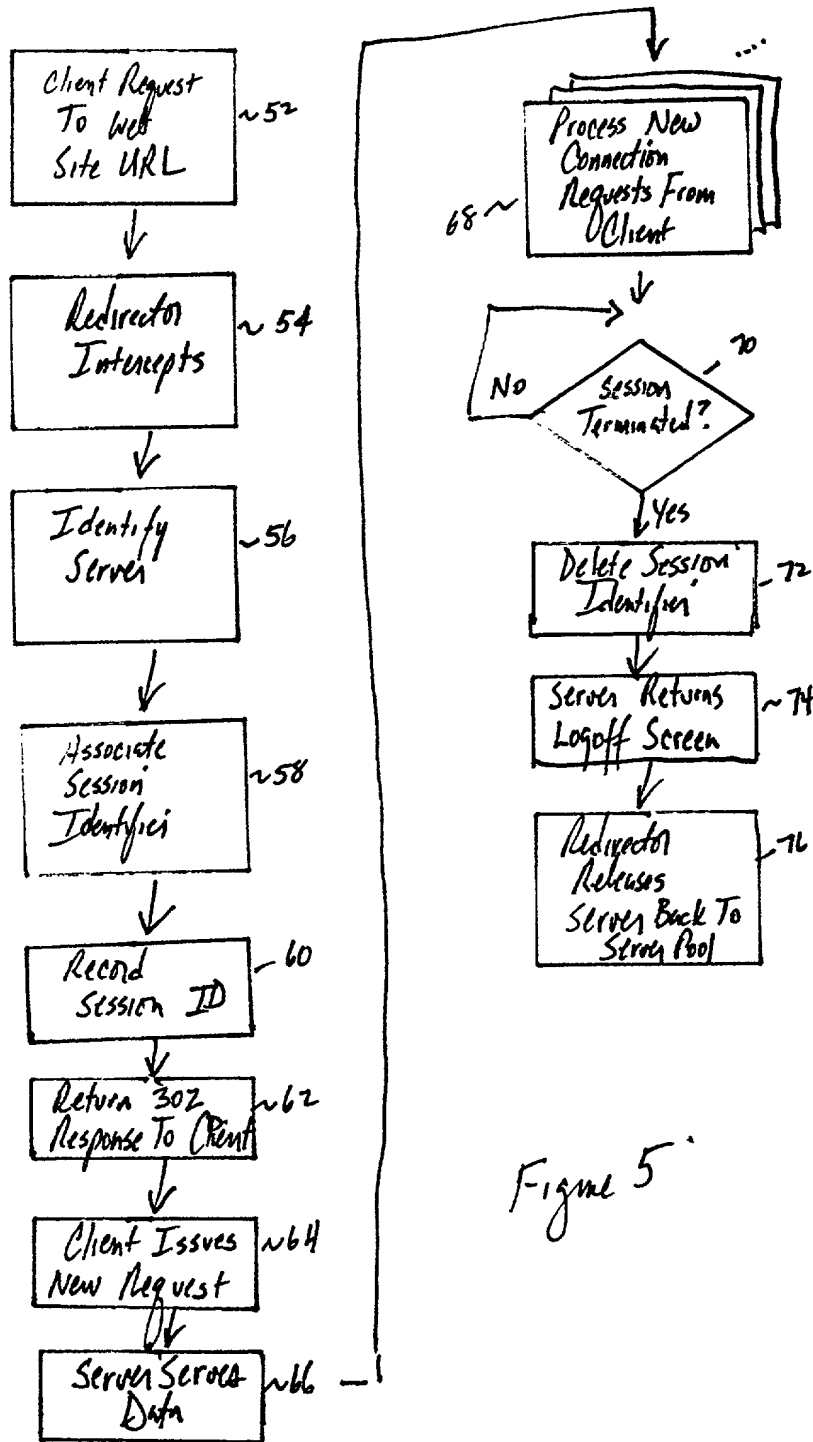 Client Request
To Web
Site URL
~52
Redirector
Intercepts
~54
Identify
Server
~56
Associate
Session
Identifier
~58
Record
Session ID
60
Return 302
Response To Client
~62
Client Issues
New Request
~64
Server Serves
Data
~66
....
Process New
Connection
Requests From
Client
68~
No
Session
Terminated?
70
Yes
Delete Session
Identifier
72
Server Returns
Logoff Screen
~74
Redirector
Releases
Server Back To
Server Pool
76
Figure 5